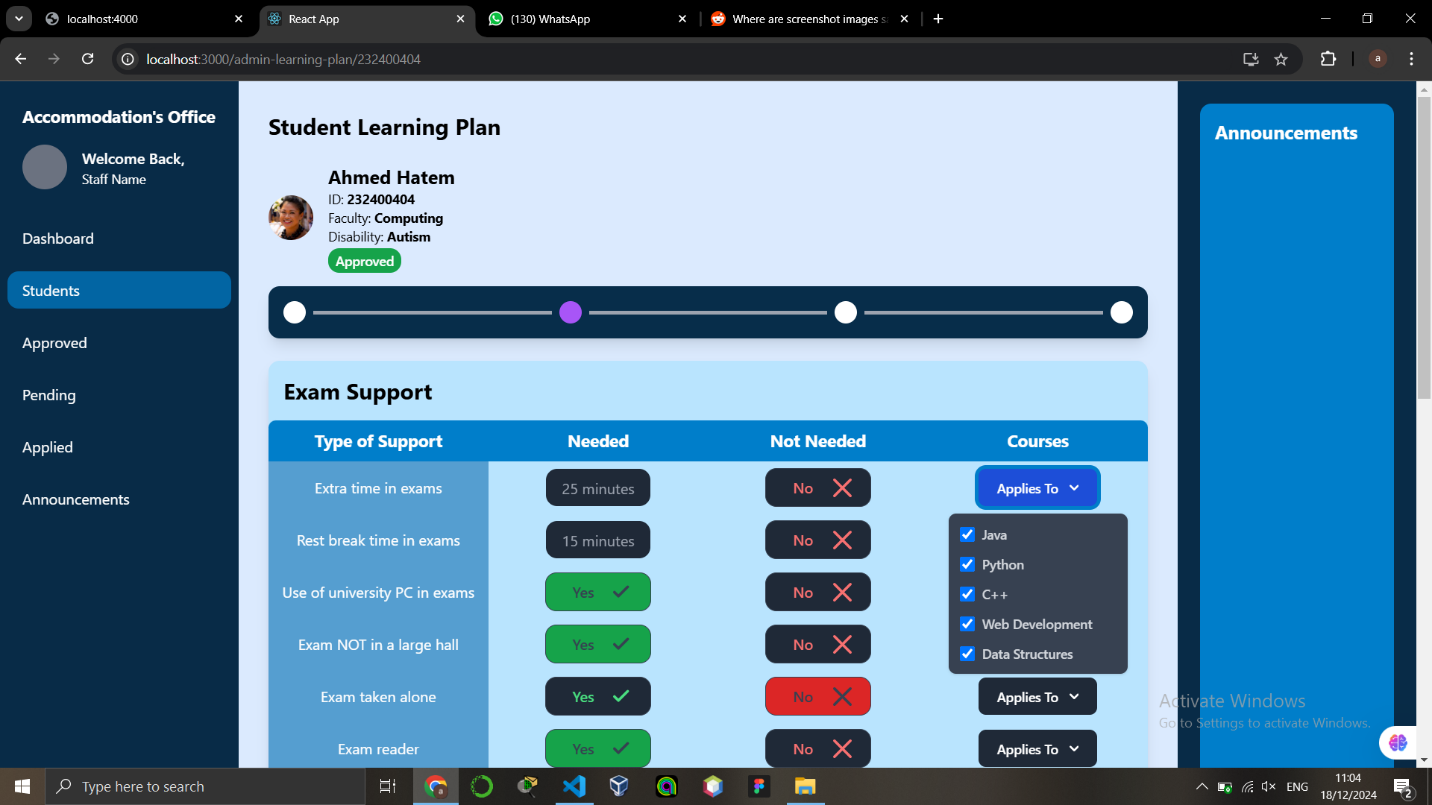 localhost:4000
React App
(130) WhatsApp
Where are screenshot images s
localhost:3000/admin-learning-plan/232400404
a
Accommodation's Office
Welcome Back,
Staff Name
Dashboard
Students
Approved
Pending
Applied
Announcements
Student Learning Plan
Ahmed Hatem
ID: 232400404
Faculty: Computing
Disability: Autism
Approved
Exam Support
Type of Support Needed Not Needed Courses
Extra time in exams 25 minutes No Applies To
Java
Python
C++
Web Development
Data Structures
Rest break time in exams 15 minutes No
Use of university PC in exams Yes No
Exam NOT in a large hall Yes No
Exam taken alone Yes No Applies To
Exam reader Yes No Applies To
Announcements
Activate Windows
Go to Settings to activate Windows.
Type here to search
a
ENG
11:04
18/12/2024
2